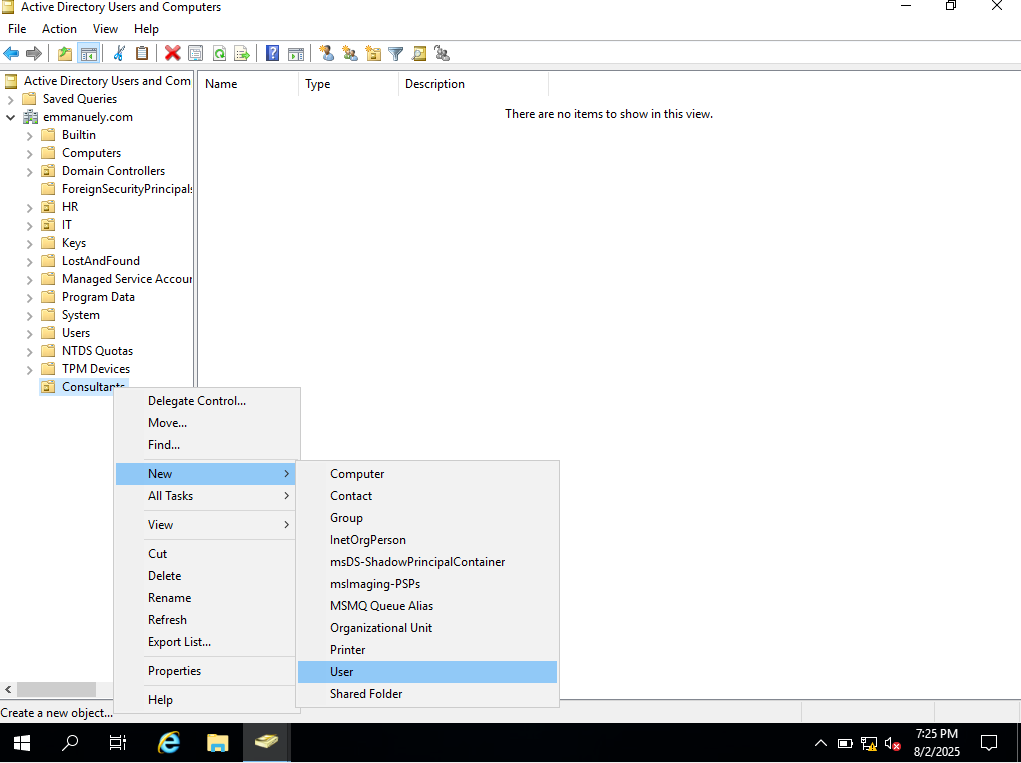 Active Directory Users and Computers
File Action View Help
Active Directory Users and Com
Name Type Description
Saved Queries
emmanuely.com
There are no items to show in this view.
Builtin
Computers
Domain Controllers
ForeignSecurityPrincipals
HR
IT
Keys
LostAndFound
Managed Service Accour
Program Data
System
Users
NTDS Quotas
TPM Devices
Consultants
Delegate Control...
Move...
Find...
New
All Tasks
View
Cut
Delete
Rename
Refresh
Export List...
Properties
Help
Computer
Contact
Group
InetOrgPerson
msDS-ShadowPrincipalContainer
msImaging-PSPs
MSMQ Queue Alias
Organizational Unit
Printer
User
Shared Folder
Create a new object...
7:25 PM
8/2/2025